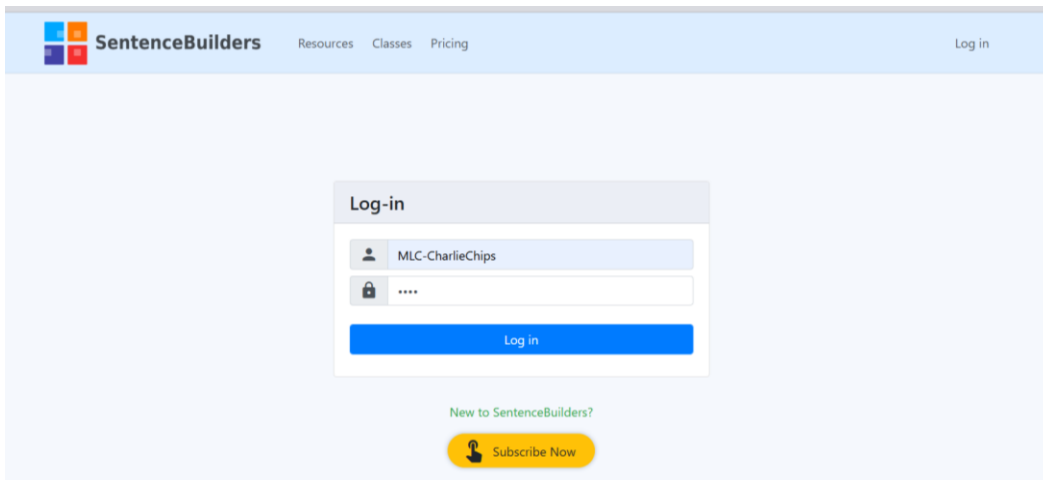 SentenceBuilders Resources Classes Pricing Log in
Log-in
MLC-CharlieChips
••••
Log in
New to SentenceBuilders?
Subscribe Now